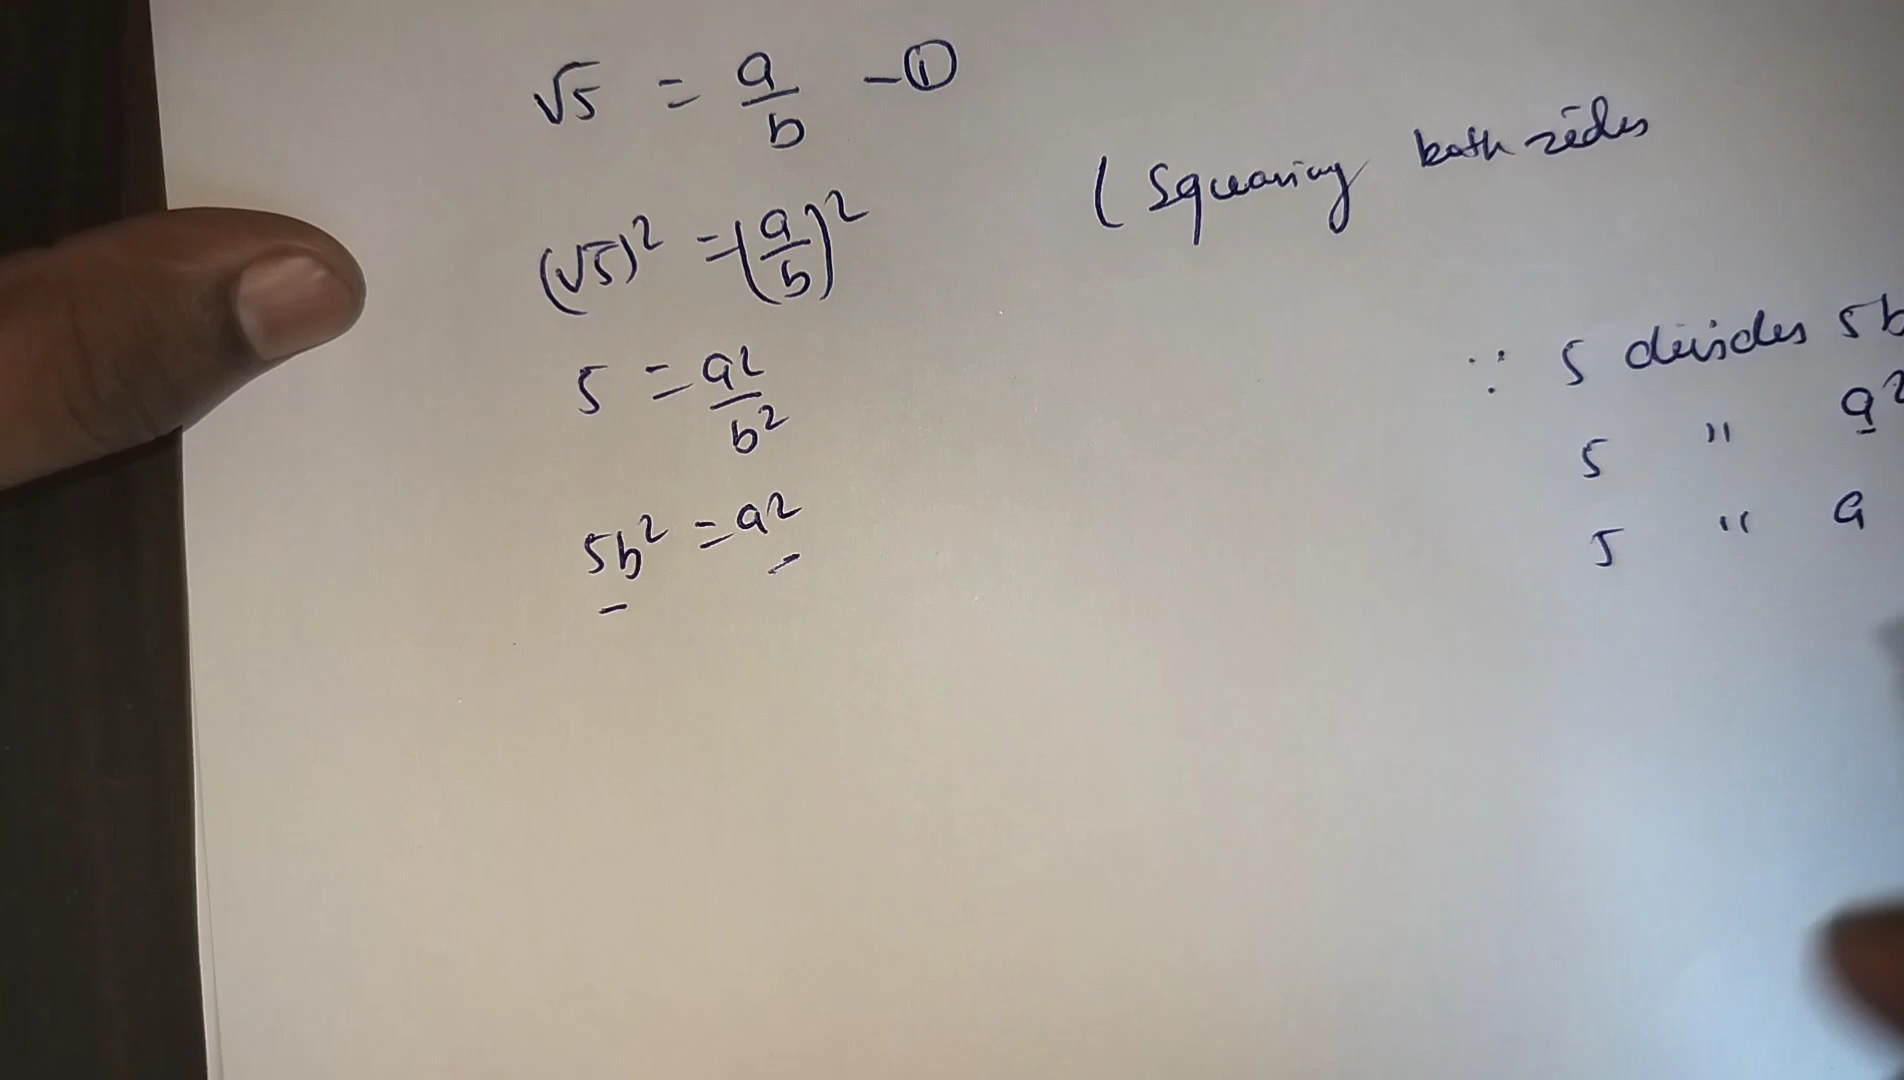 √5 = a/b - ①
(Squaring both sides
(√5)² = (a/b)²
5 = a²/b²
∵ 5 divides 5b
5 " a²
5b² = a²
5 " a